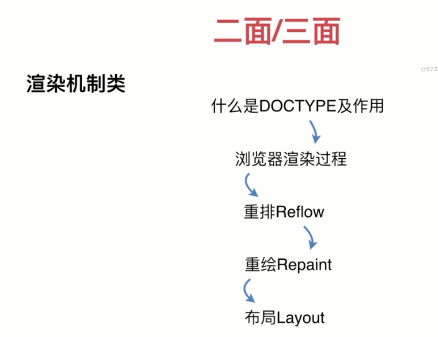 二面/三面
渲染机制类
什么是DOCTYPE及作用
浏览器渲染过程
重排Reflow
重绘Repaint
布局Layout